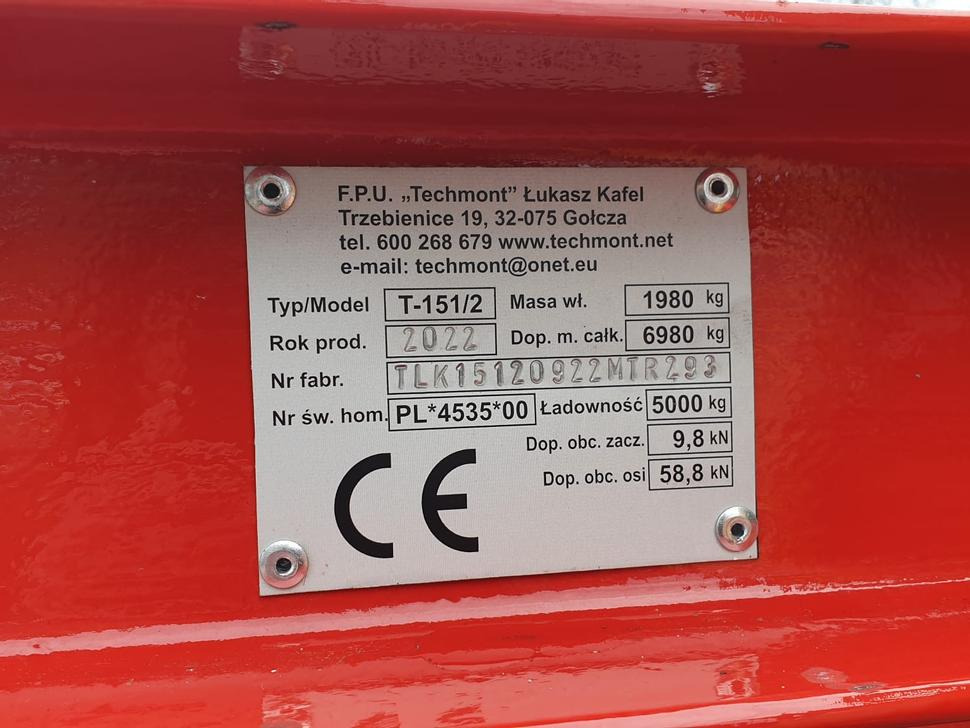 F.P.U. „Techmont” Łukasz Kafel
Trzebienice 19, 32-075 Gołcza
tel. 600 268 679 www.techmont.net
e-mail: techmont@onet.eu
Typ/Model T-151/2 Masa wł. 1980 kg
Rok prod. 2022 Dop. m. całk. 6980 kg
Nr fabr. TLK15120922MTR293
Nr św. hom. PL*4535*00 Ładowność 5000 kg
Dop. obc. zacz. 9,8 kN
Dop. obc. osi 58,8 kN
CE